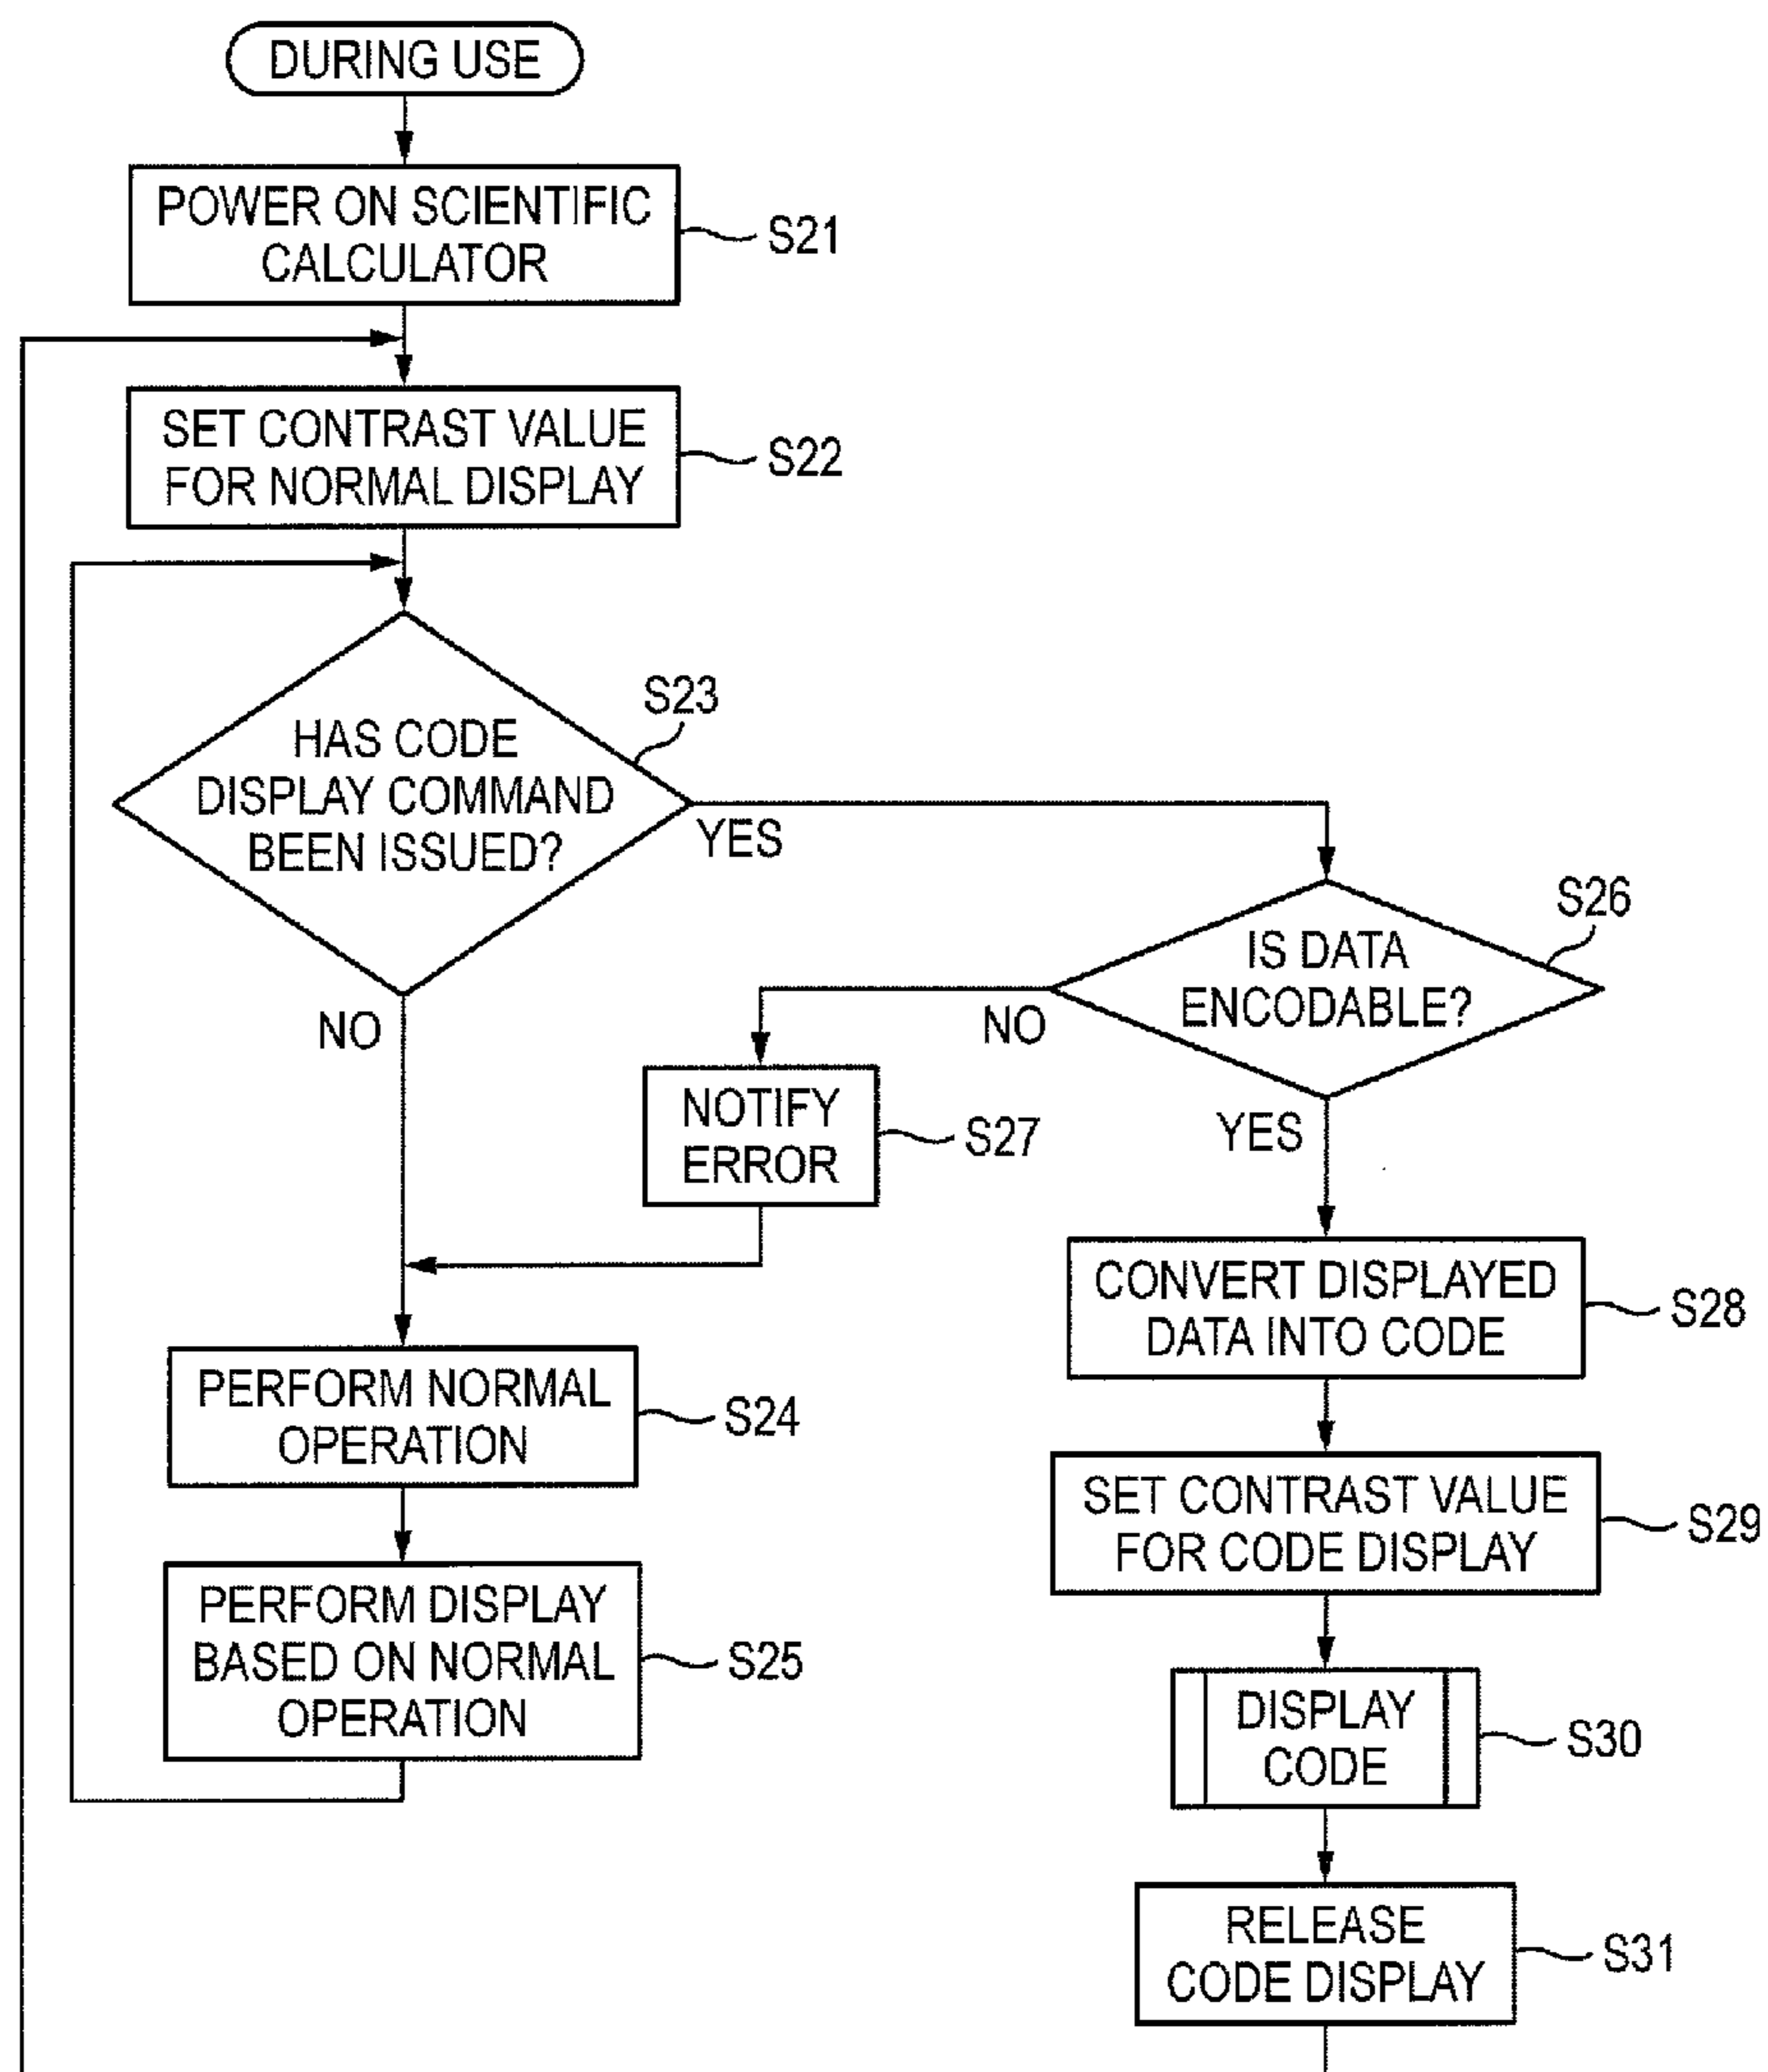 DURING USE
POWER ON SCIENTIFIC
CALCULATOR
S21
SET CONTRAST VALUE
FOR NORMAL DISPLAY
S22
S23
HAS CODE
DISPLAY COMMAND
BEEN ISSUED?
YES
NO
S26
IS DATA
ENCODABLE?
NO
YES
NOTIFY
ERROR
S27
CONVERT DISPLAYED
DATA INTO CODE
S28
PERFORM NORMAL
OPERATION
S24
SET CONTRAST VALUE
FOR CODE DISPLAY
S29
PERFORM DISPLAY
BASED ON NORMAL
OPERATION
S25
DISPLAY
CODE
S30
RELEASE
CODE DISPLAY
S31